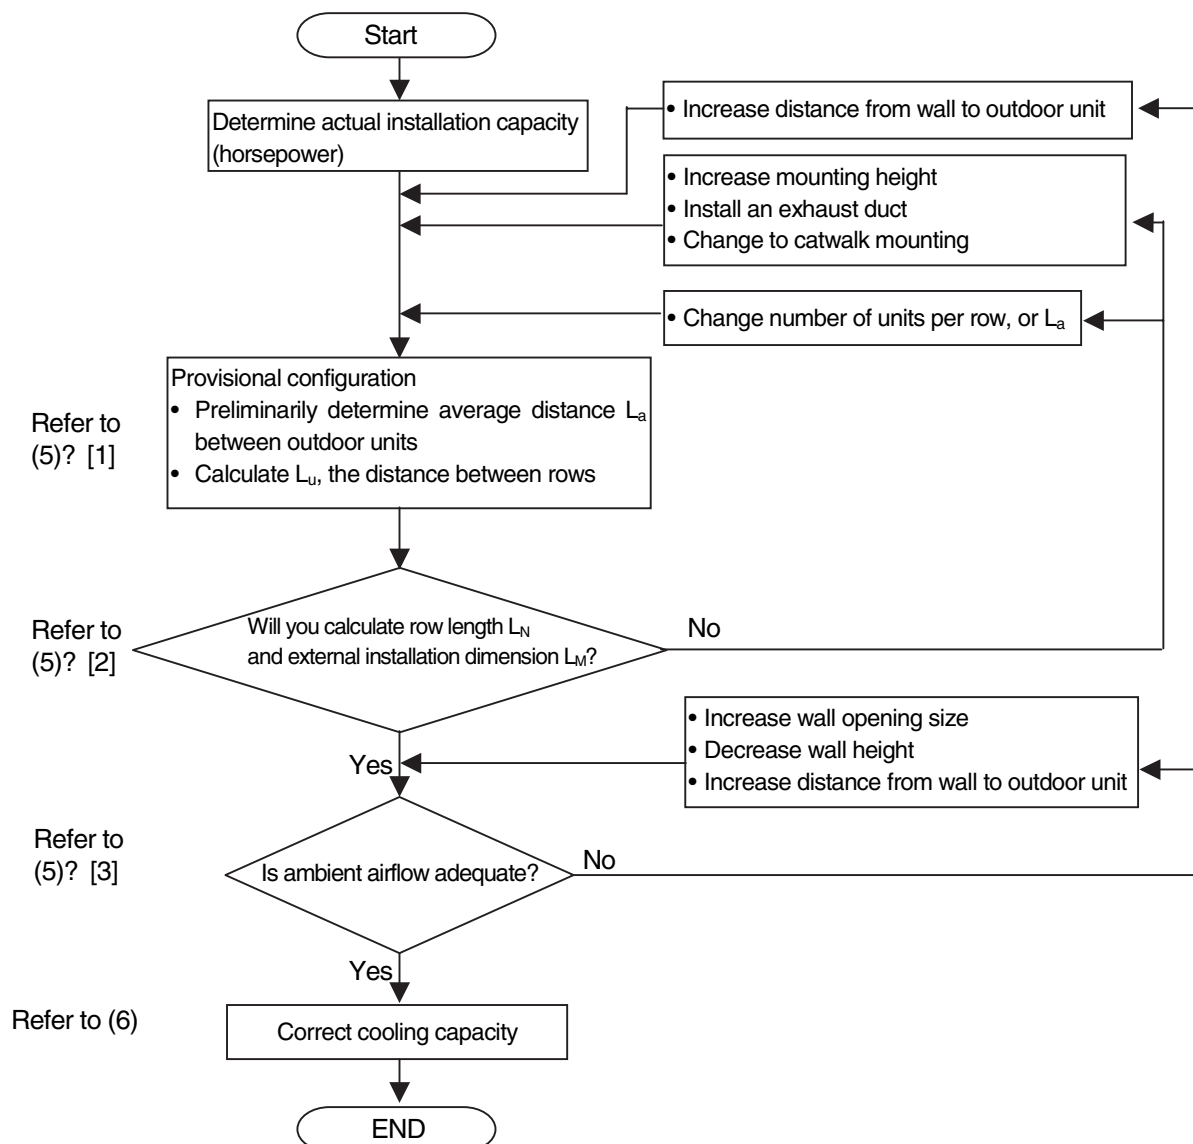 Start
Determine actual installation capacity
(horsepower)
• Increase distance from wall to outdoor unit
• Increase mounting height
• Install an exhaust duct
• Change to catwalk mounting
• Change number of units per row, or Lₐ
Refer to
(5)? [1]
Provisional configuration
• Preliminarily determine average distance Lₐ
between outdoor units
• Calculate Lᵤ, the distance between rows
Refer to
(5)? [2]
Will you calculate row length L_N
and external installation dimension L_M?
No
Yes
• Increase wall opening size
• Decrease wall height
• Increase distance from wall to outdoor unit
Refer to
(5)? [3]
Is ambient airflow adequate?
No
Yes
Refer to (6)
Correct cooling capacity
END